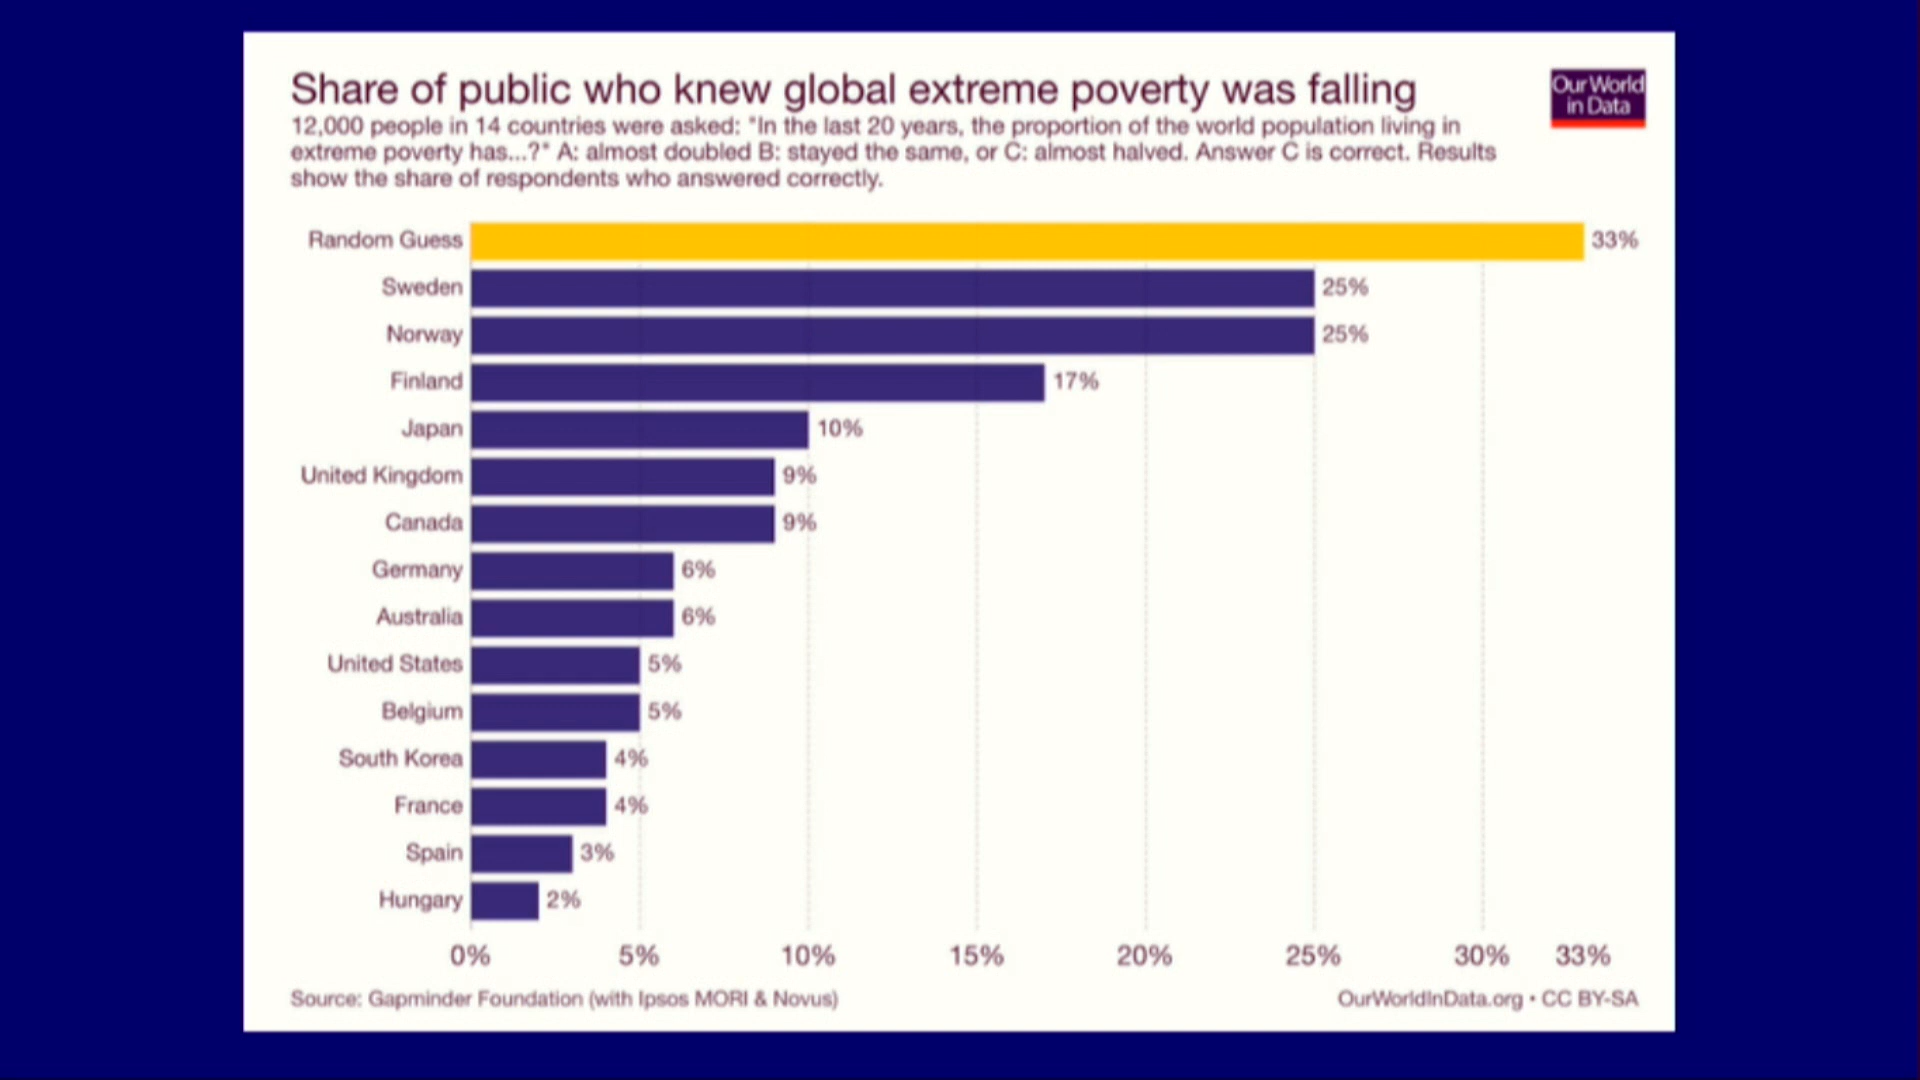 Share of public who knew global extreme poverty was falling
Our World
in Data
12,000 people in 14 countries were asked: "In the last 20 years, the proportion of the world population living in
extreme poverty has...?" A: almost doubled B: stayed the same, or C: almost halved. Answer C is correct. Results
show the share of respondents who answered correctly.
Random Guess 33%
Sweden 25%
Norway 25%
Finland 17%
Japan 10%
United Kingdom 9%
Canada 9%
Germany 6%
Australia 6%
United States 5%
Belgium 5%
South Korea 4%
France 4%
Spain 3%
Hungary 2%
0% 5% 10% 15% 20% 25% 30% 33%
Source: Gapminder Foundation (with Ipsos MORI & Novus)
OurWorldInData.org • CC BY-SA